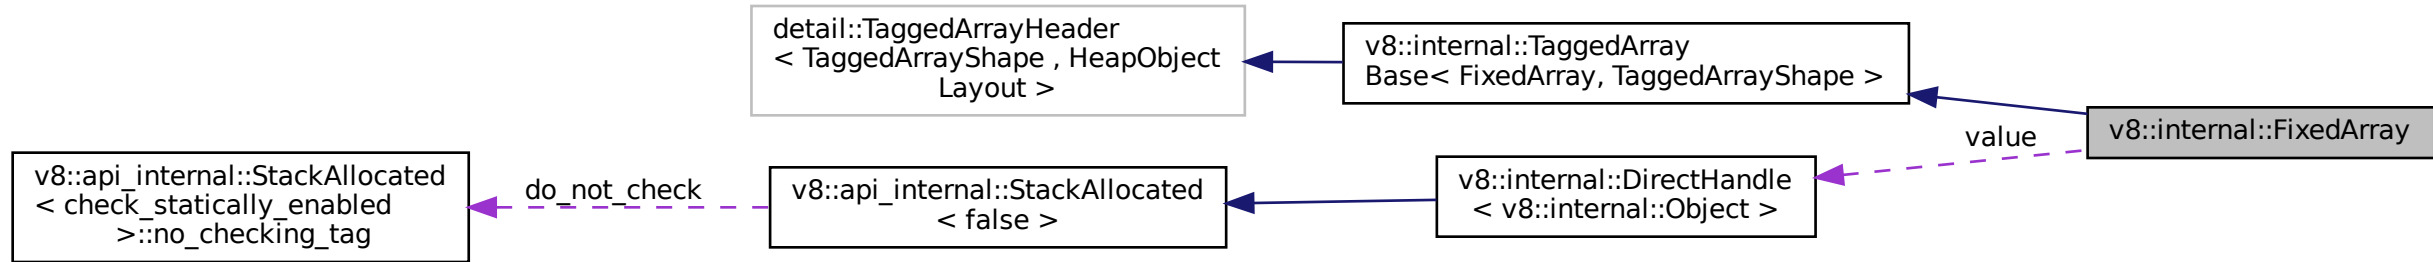 detail::TaggedArrayHeader
< TaggedArrayShape , HeapObject
Layout >
v8::internal::TaggedArray
Base< FixedArray, TaggedArrayShape >
v8::internal::FixedArray
value
v8::internal::DirectHandle
< v8::internal::Object >
v8::api_internal::StackAllocated
< false >
do_not_check
v8::api_internal::StackAllocated
< check_statically_enabled
>::no_checking_tag